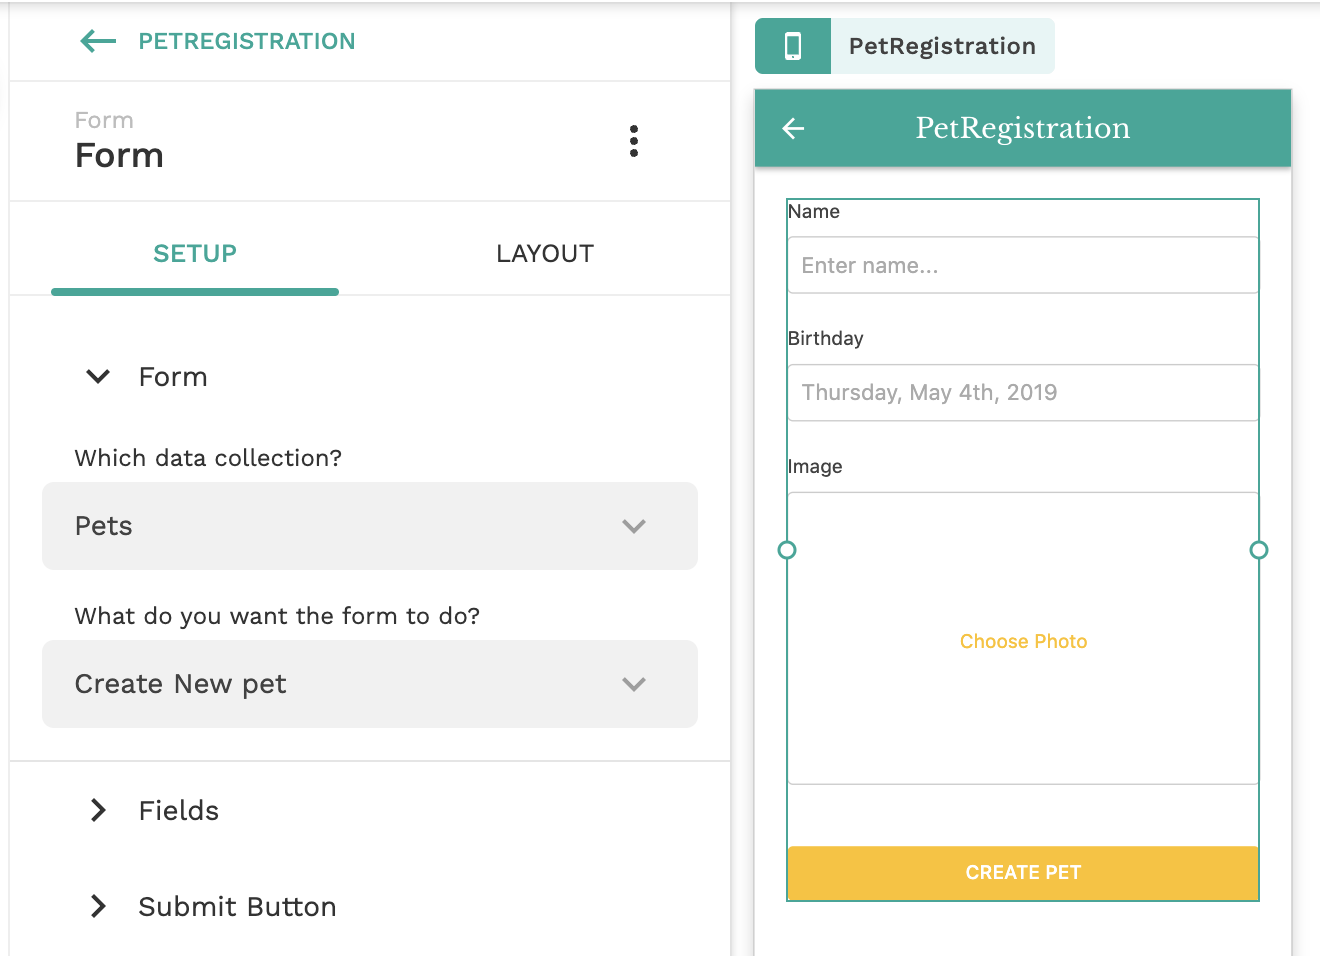 PETREGISTRATION
Form
Form
SETUP
LAYOUT
Form
Which data collection?
Pets
What do you want the form to do?
Create New pet
Fields
Submit Button
PetRegistration
PetRegistration
Name
Enter name...
Birthday
Thursday, May 4th, 2019
Image
Choose Photo
CREATE PET